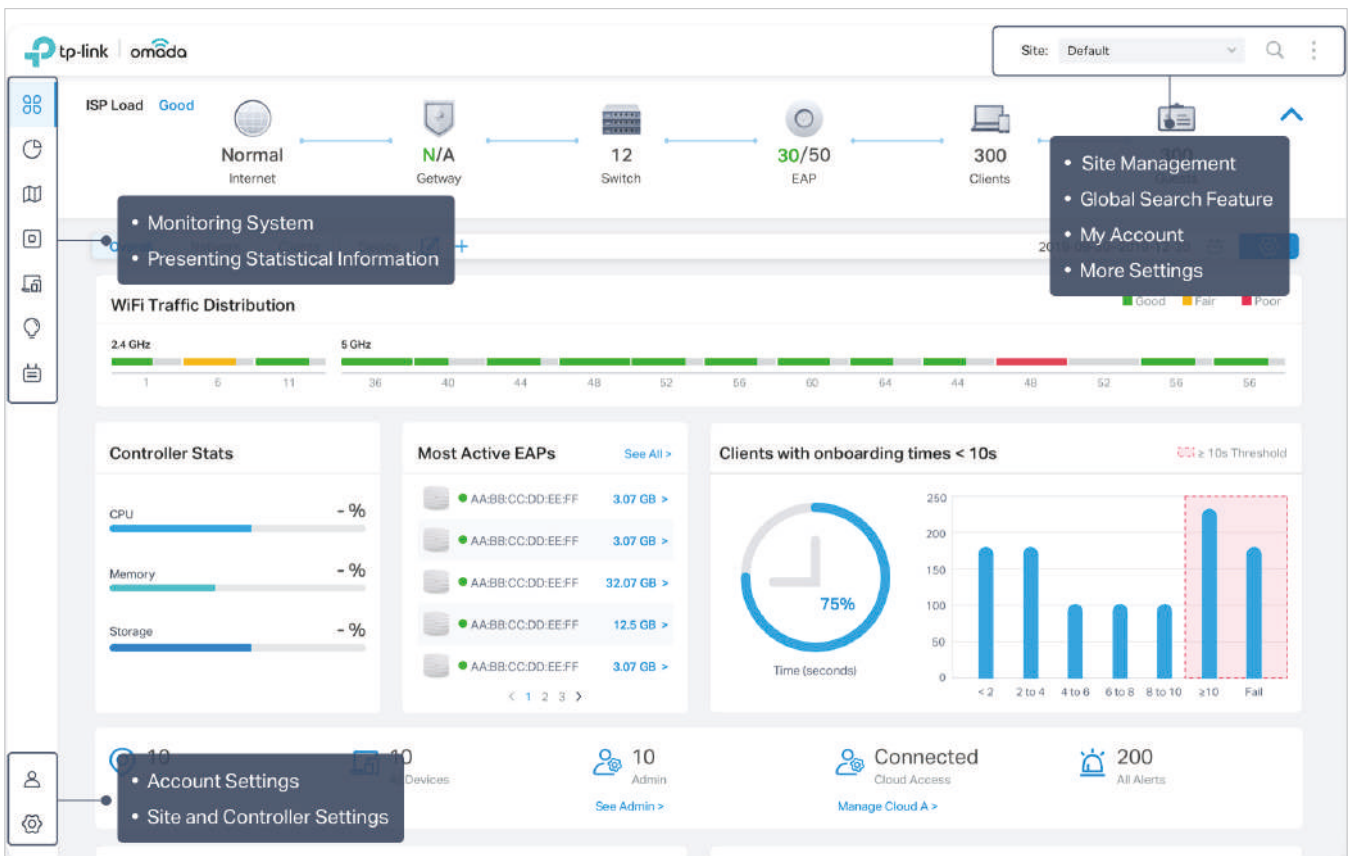 tp-link omada
Site: Default
ISP Load Good
Normal
Internet
N/A
Getway
12
Switch
30/50
EAP
300
Clients
• Site Management
• Global Search Feature
• My Account
• More Settings
• Monitoring System
• Presenting Statistical Information
WiFi Traffic Distribution
Good Fair Poor
2.4 GHz 5 GHz
1 6 11 36 40 44 48 52 56 60 64 44 48 52 56 56
Controller Stats
CPU - %
Memory - %
Storage - %
Most Active EAPs See All >
AA:BB:CC:DD:EE:FF 3.07 GB >
AA:BB:CC:DD:EE:FF 3.07 GB >
AA:BB:CC:DD:EE:FF 32.07 GB >
AA:BB:CC:DD:EE:FF 12.5 GB >
AA:BB:CC:DD:EE:FF 3.07 GB >
< 1 2 3 >
Clients with onboarding times < 10s
≥ 10s Threshold
75%
Time (seconds)
250
200
150
100
50
0
< 2 2 to 4 4 to 6 6 to 8 8 to 10 ≥10 Fail
10
10
Devices
• Account Settings
• Site and Controller Settings
10
Admin
See Admin >
Connected
Cloud Access
Manage Cloud A >
200
All Alerts